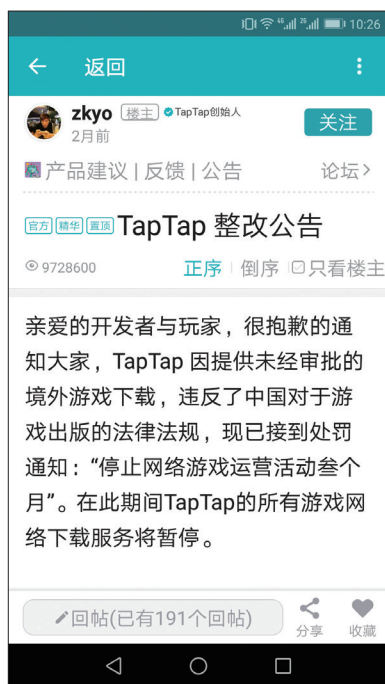 4G 2G 10:26
返回
zkyo 楼主 TapTap创始人
2月前
关注
产品建议 | 反馈 | 公告 论坛>
官方 精华 置顶 TapTap 整改公告
9728600 正序 倒序 只看楼主
亲爱的开发者与玩家，很抱歉的通
知大家，TapTap 因提供未经审批的
境外游戏下载，违反了中国对于游
戏出版的法律法规，现已接到处罚
通知：“停止网络游戏运营活动叁个
月”。在此期间TapTap的所有游戏网
络下载服务将暂停。
回帖(已有191个回帖)
分享 收藏